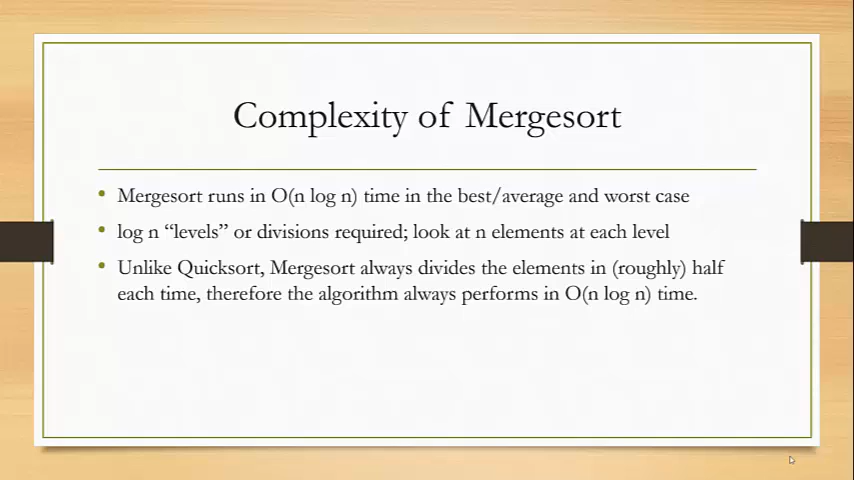 Complexity of Mergesort
• Mergesort runs in O(n log n) time in the best/average and worst case
• log n “levels” or divisions required; look at n elements at each level
• Unlike Quicksort, Mergesort always divides the elements in (roughly) half
each time, therefore the algorithm always performs in O(n log n) time.